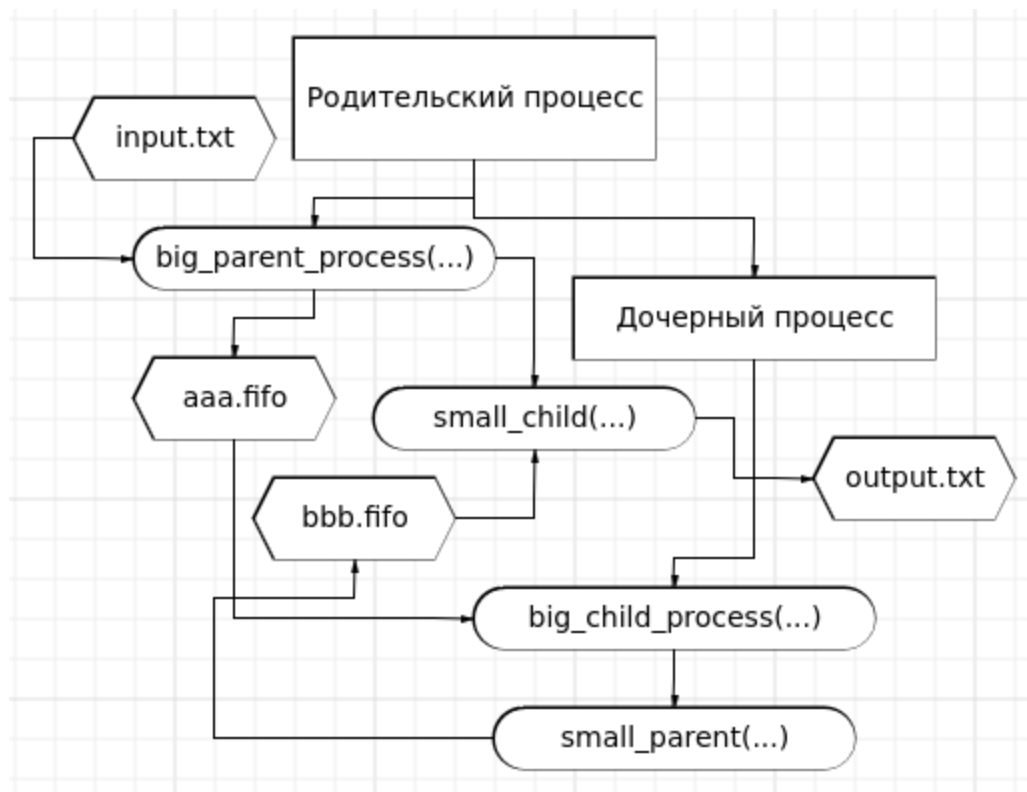 Родительский процесс
input.txt
big_parent_process(...)
Дочерный процесс
aaa.fifo
small_child(...)
output.txt
bbb.fifo
big_child_process(...)
small_parent(...)